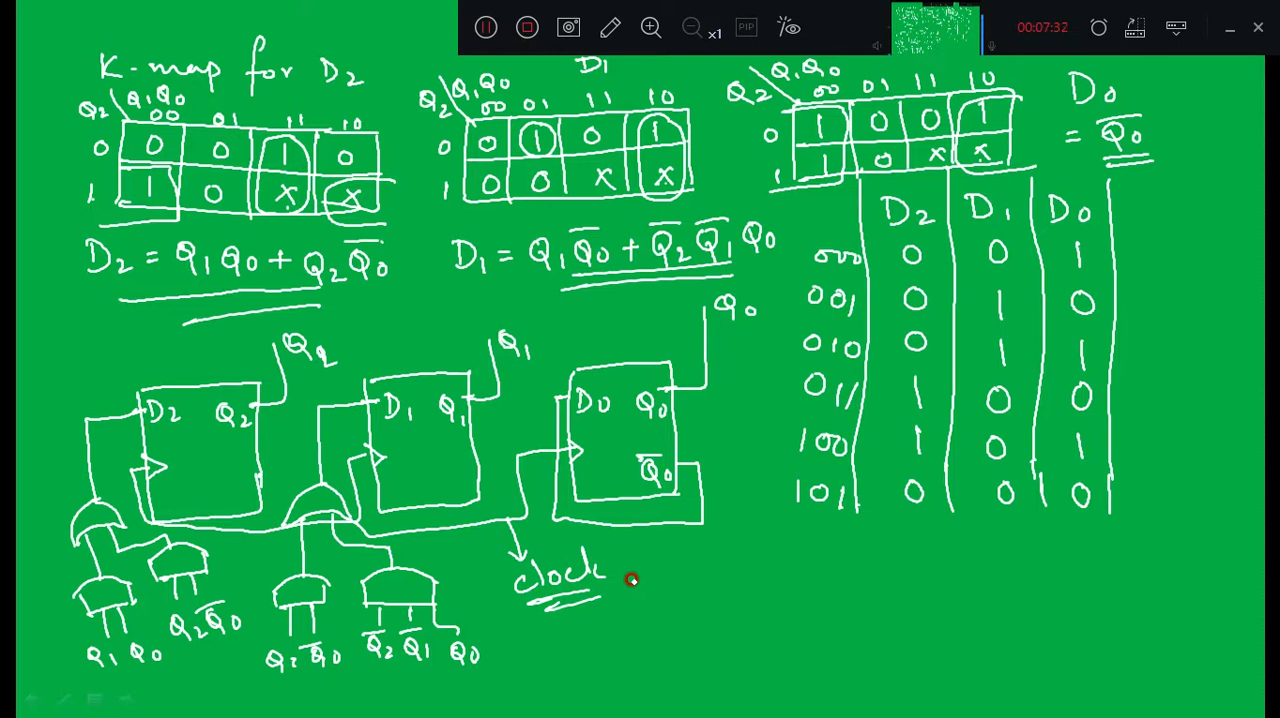 x1
PIP
00:07:32
K-map for D2
Q2 Q1Q0
00 01 11 10
0 0 0 1 0
1 1 0 x x
D2 = Q1Q0 + Q2Q̅0
D1
Q2 Q1Q0
00 01 11 10
0 0 1 0 1
1 0 0 x x
D1 = Q1Q̅0 + Q̅2Q̅1Q0
Q2 Q1Q0
00 01 11 10
0 1 0 0 1
1 1 0 x x
D0
= Q̅0
D2 D1 D0
000 0 0 1
001 0 1 0
010 0 1 1
011 1 0 0
100 1 0 1
101 0 0 0
Q2
Q1
Q0
D2 Q2
D1 Q1
D0 Q0
Q̅0
clock
Q1 Q0
Q2Q̅0
Q̅0
Q̅2 Q̅1 Q0